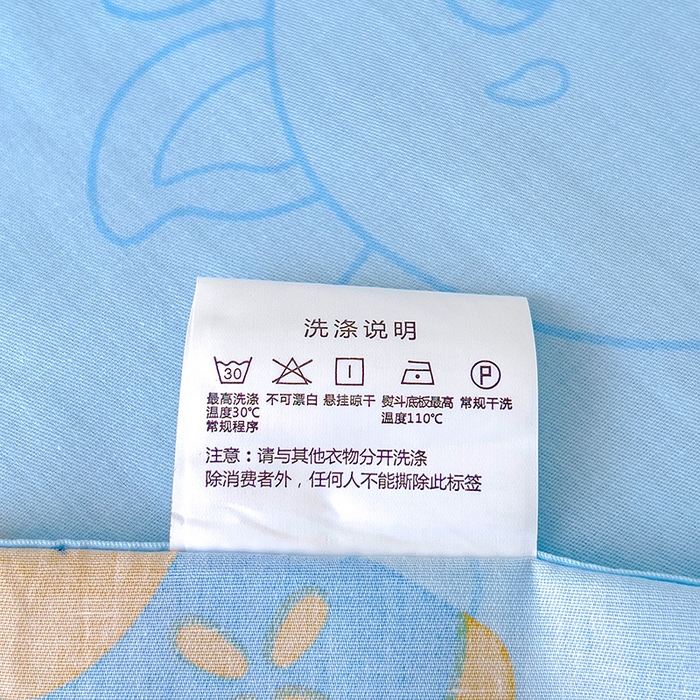 洗涤说明
30 P
最高洗涤 不可漂白 悬挂晾干 熨斗底板最高 常规干洗
温度30℃ 温度110℃
常规程序
注意：请与其他衣物分开洗涤
除消费者外，任何人不能撕除此标签